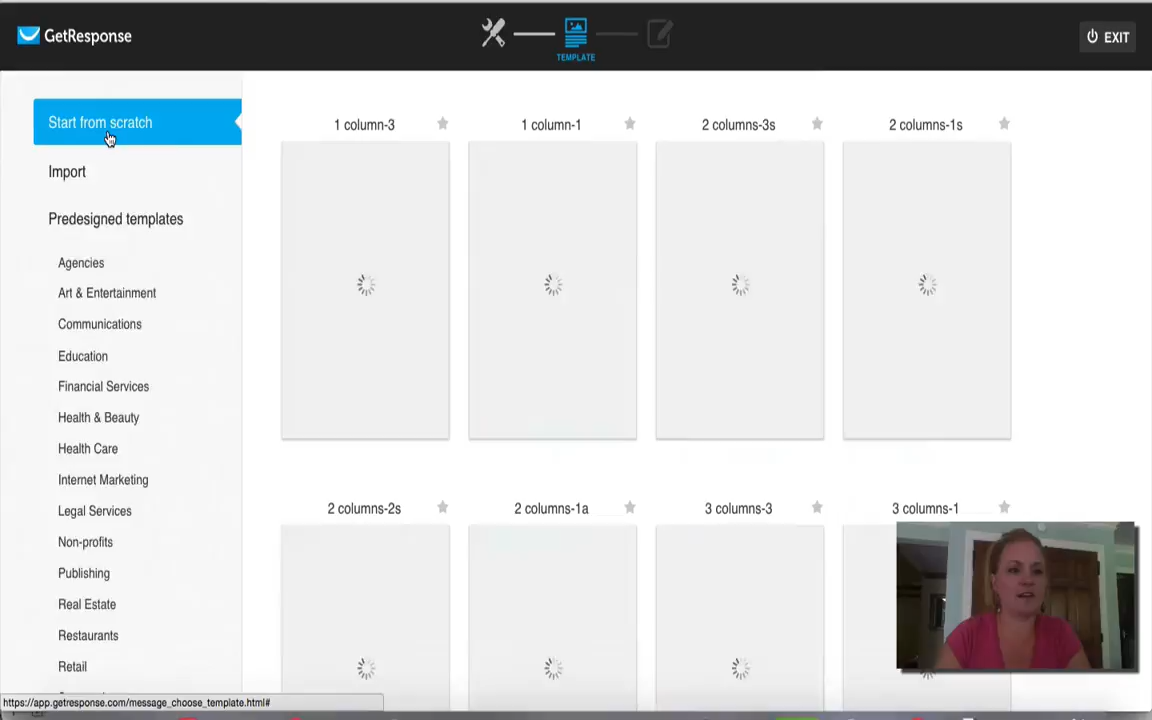 GetResponse
TEMPLATE
EXIT
Start from scratch
Import
Predesigned templates
Agencies
Art & Entertainment
Communications
Education
Financial Services
Health & Beauty
Health Care
Internet Marketing
Legal Services
Non-profits
Publishing
Real Estate
Restaurants
Retail
1 column-3
1 column-1
2 columns-3s
2 columns-1s
2 columns-2s
2 columns-1a
3 columns-3
3 columns-1
https://app.getresponse.com/message_choose_template.html#